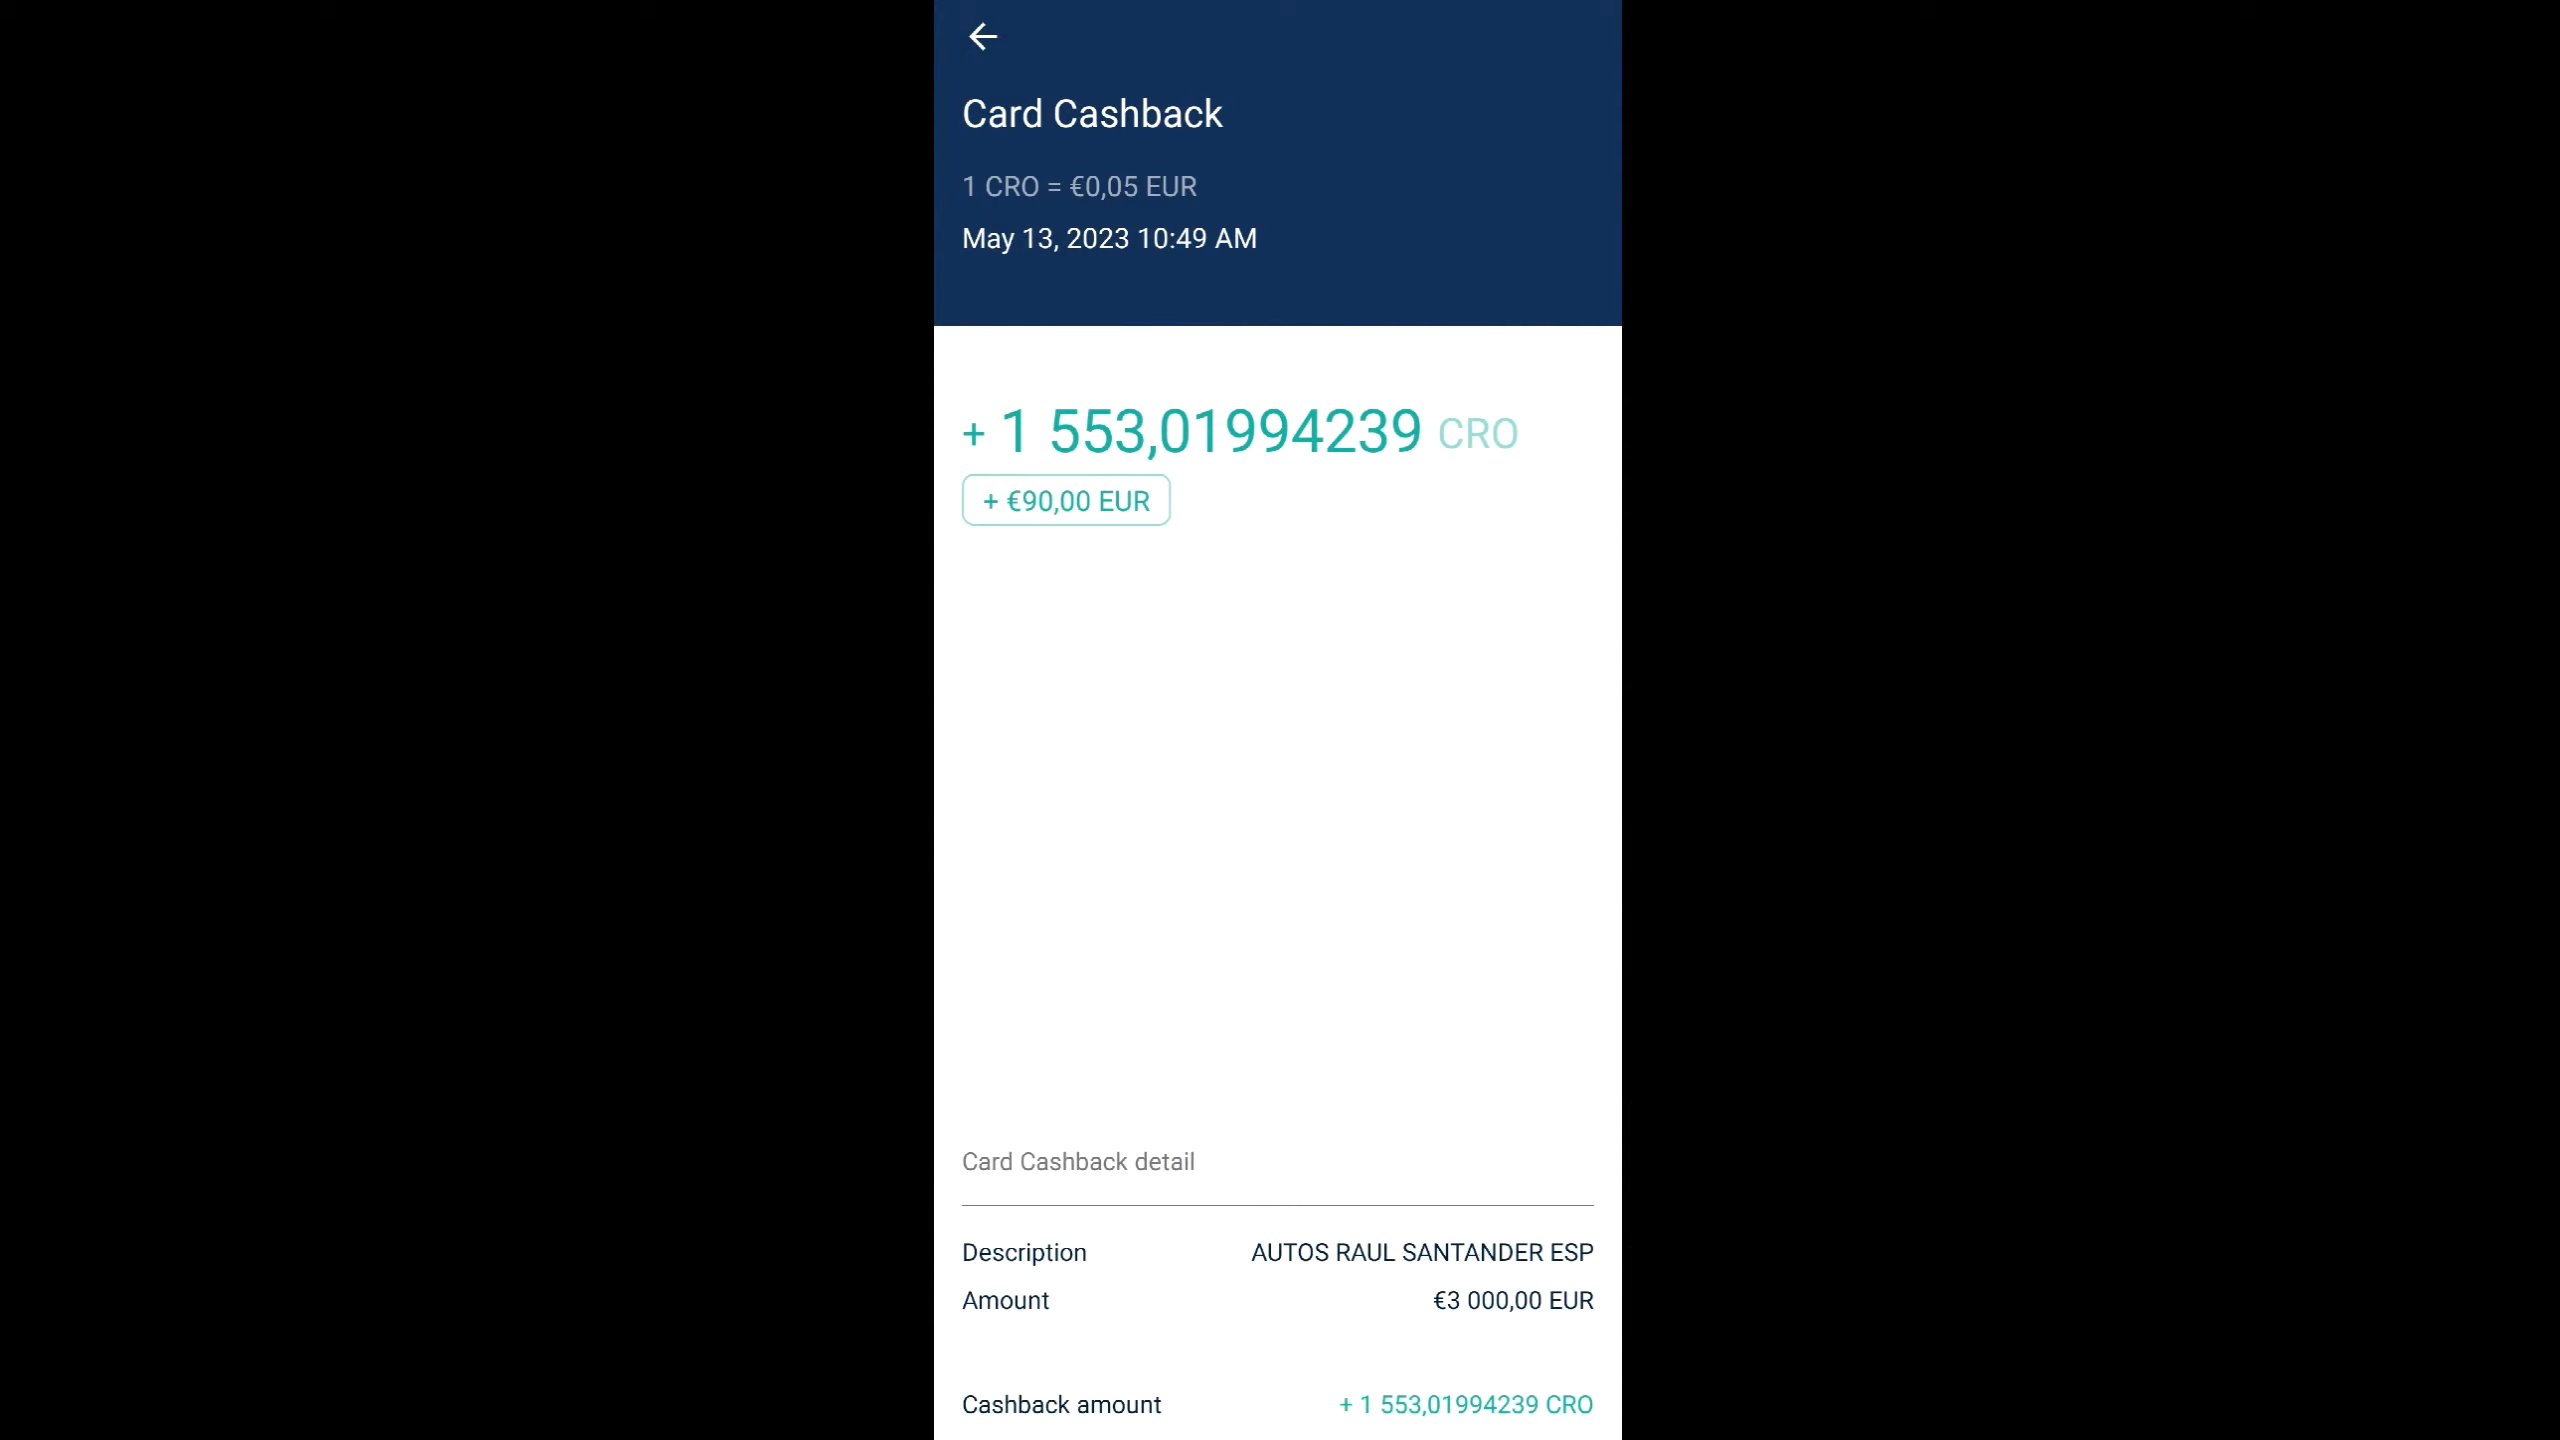 Card Cashback
1 CRO = €0,05 EUR
May 13, 2023 10:49 AM
+ 1 553,01994239 CRO
+ €90,00 EUR
Card Cashback detail
Description AUTOS RAUL SANTANDER ESP
Amount €3 000,00 EUR
Cashback amount + 1 553,01994239 CRO